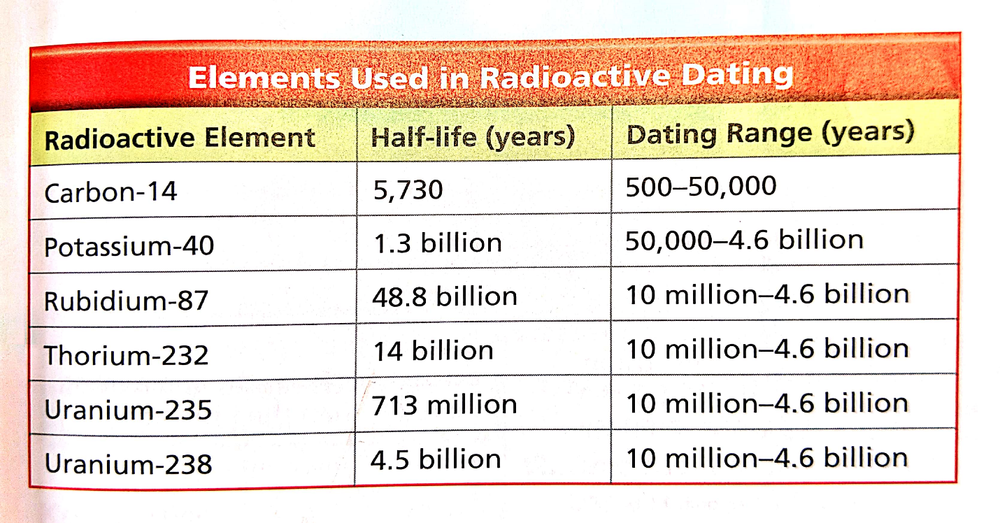 Elements Used in Radioactive Dating
Radioactive Element Half-life (years) Dating Range (years)
Carbon-14 5,730 500–50,000
Potassium-40 1.3 billion 50,000–4.6 billion
Rubidium-87 48.8 billion 10 million–4.6 billion
Thorium-232 14 billion 10 million–4.6 billion
Uranium-235 713 million 10 million–4.6 billion
Uranium-238 4.5 billion 10 million–4.6 billion